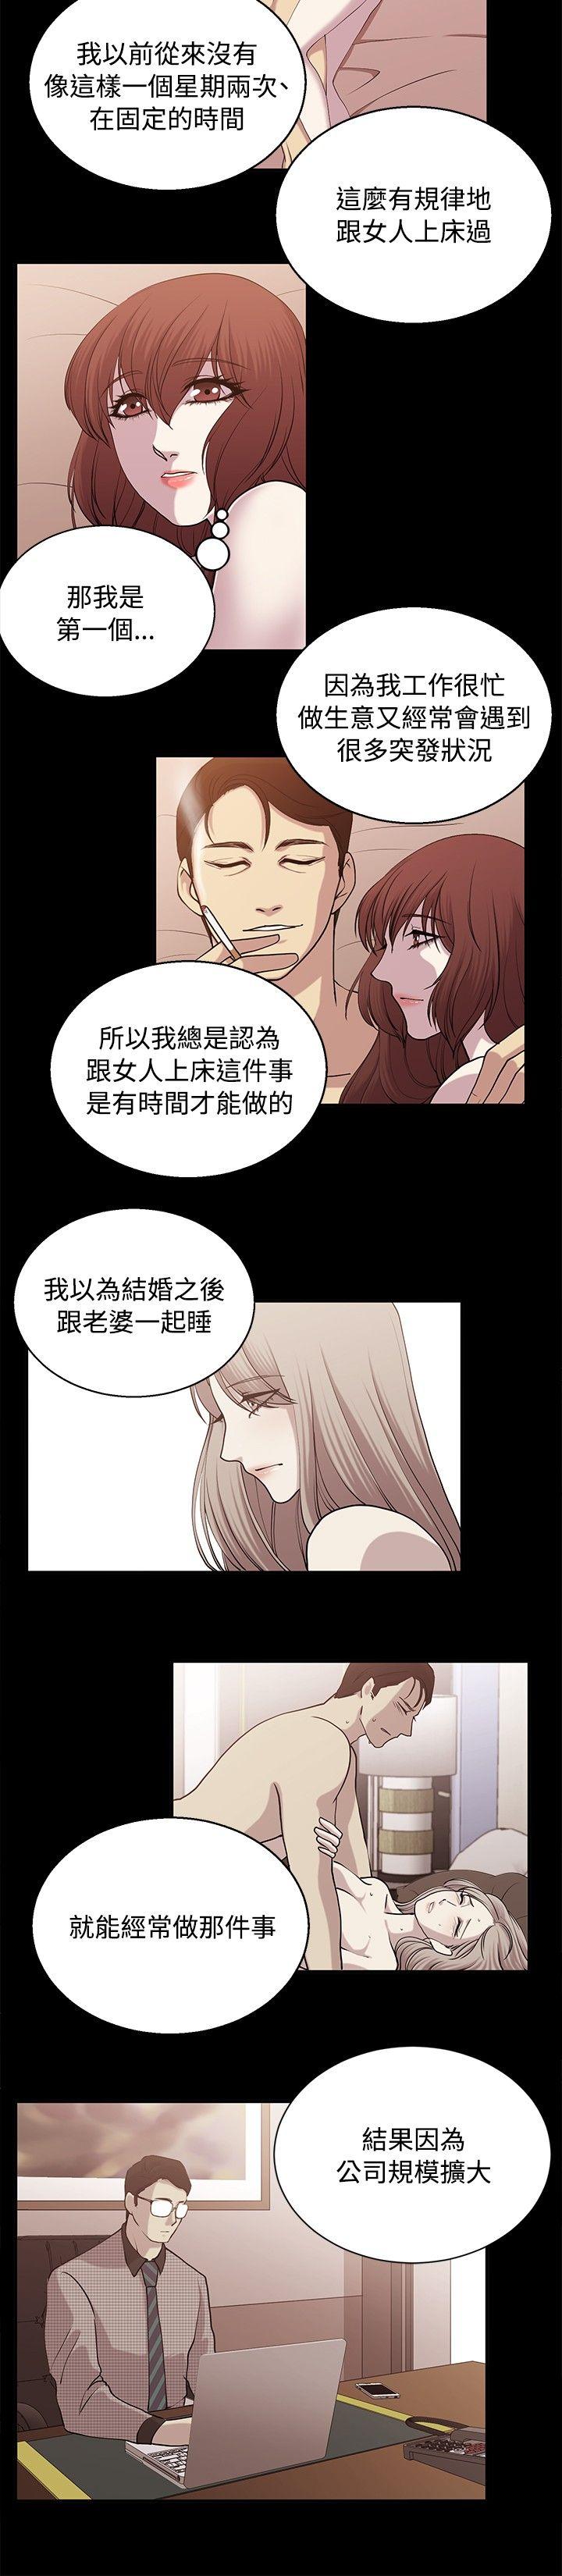 我以前從來沒有
像這樣一個星期兩次、
在固定的時間
這麼有規律地
跟女人上床過
那我是
第一個...
因為我工作很忙
做生意又經常會遇到
很多突發狀況
所以我總是認為
跟女人上床這件事
是有時間才能做的
我以為結婚之後
跟老婆一起睡
就能經常做那件事
結果因為
公司規模擴大